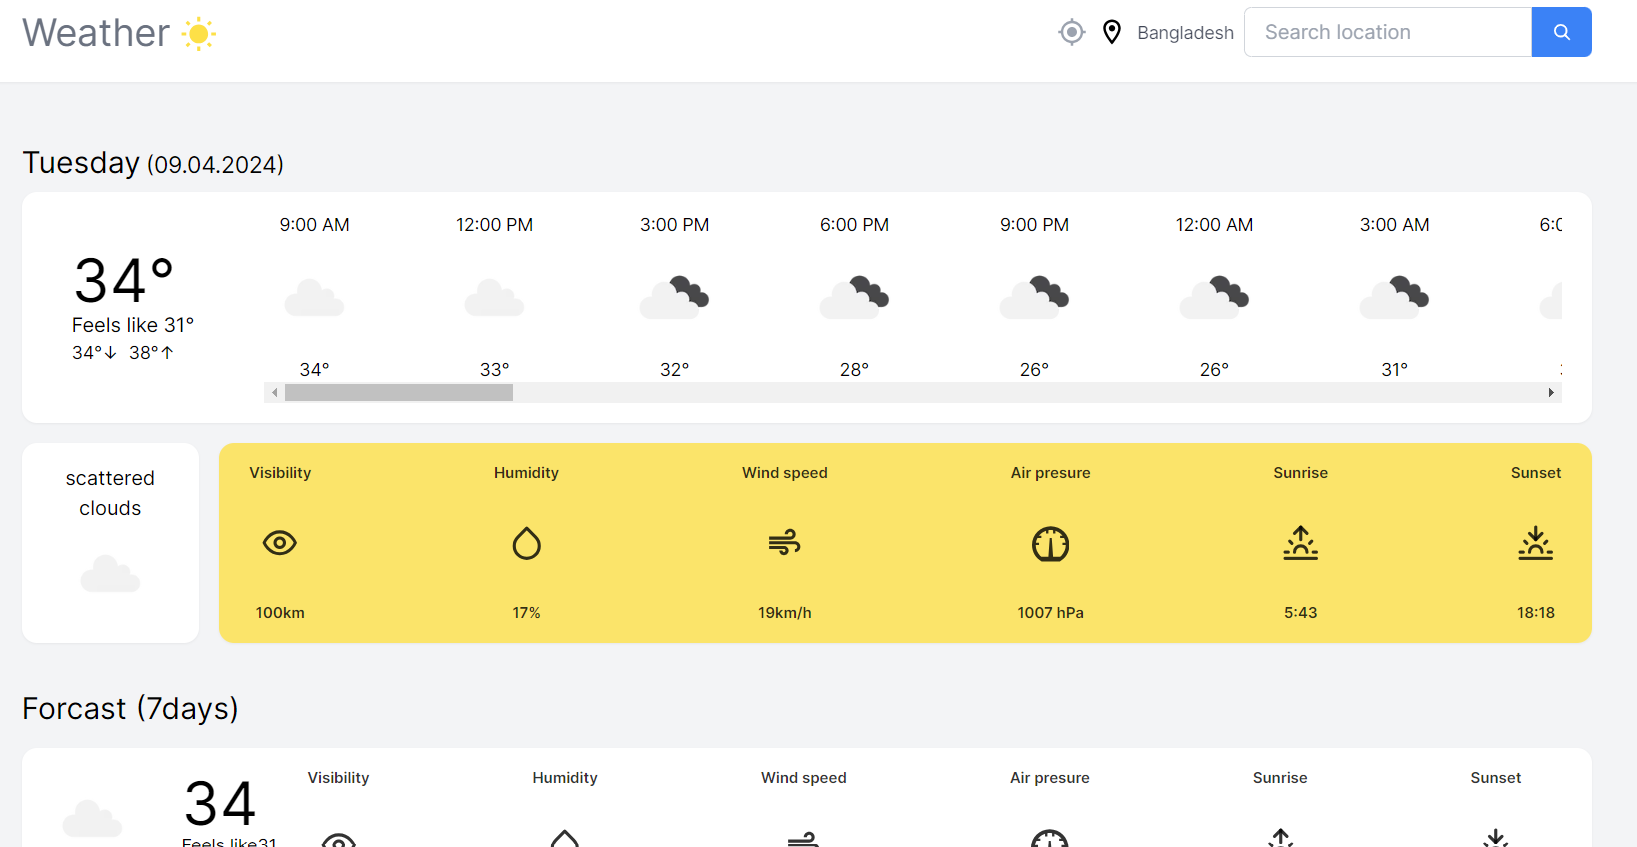 Weather
Bangladesh
Search location
Tuesday (09.04.2024)
9:00 AM 12:00 PM 3:00 PM 6:00 PM 9:00 PM 12:00 AM 3:00 AM
34°
Feels like 31°
34°↓ 38°↑
34° 33° 32° 28° 26° 26° 31°
scattered
clouds
Visibility Humidity Wind speed Air presure Sunrise Sunset
100km 17% 19km/h 1007 hPa 5:43 18:18
Forcast (7days)
Visibility Humidity Wind speed Air presure Sunrise Sunset
34
Feels like31